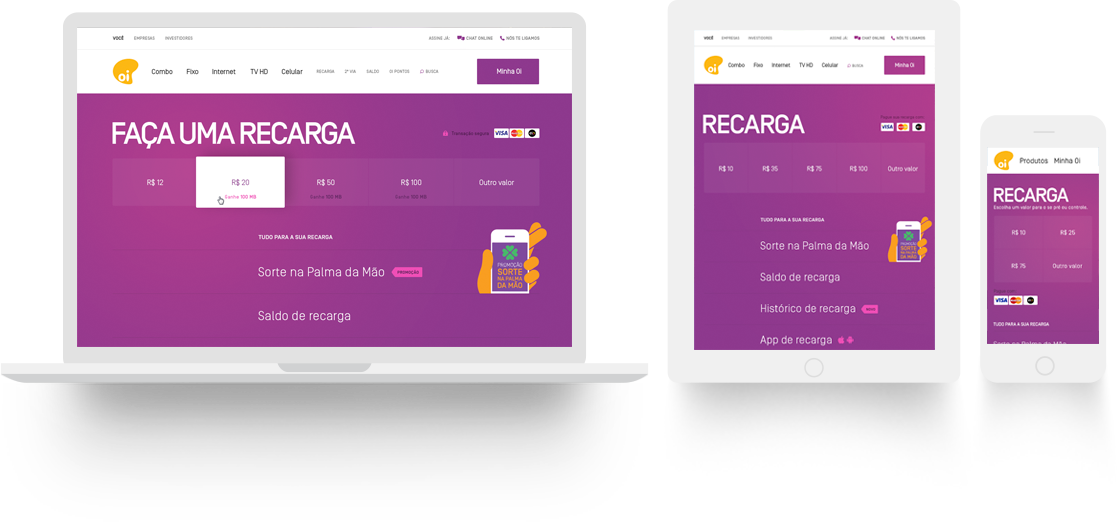 VOCÊ EMPRESAS INVESTIDORES ASSINE JÁ: CHAT ONLINE NÓS TE LIGAMOS
Oi Combo Fixo Internet TV HD Celular RECARGA 2ª VIA SALDO OI PONTOS BUSCA Minha Oi
FAÇA UMA RECARGA
Transação segura VISA
R$ 12 R$ 20 R$ 50 R$ 100 Outro valor
Ganhe 100 MB Ganhe 100 MB Ganhe 100 MB
TUDO PARA A SUA RECARGA
Sorte na Palma da Mão PROMOÇÃO
Saldo de recarga
PROMOÇÃO
SORTE
NA PALMA
DA MÃO
VOCÊ EMPRESAS INVESTIDORES ASSINE JÁ: CHAT ONLINE NÓS TE LIGAMOS
Oi Combo Fixo Internet TV HD Celular BUSCA Minha Oi
RECARGA
VISA
R$ 10 R$ 35 R$ 75 R$ 100 Outro valor
TUDO PARA A SUA RECARGA
Sorte na Palma da Mão
Saldo de recarga
Histórico de recarga
App de recarga
PROMOÇÃO
SORTE
NA PALMA
DA MÃO
Oi Produtos Minha Oi
RECARGA
Escolha um valor para o se pré ou controle.
R$ 10 R$ 25
R$ 75 Outro valor
VISA
TUDO PARA A SUA RECARGA
Sorte na Palma da Mão